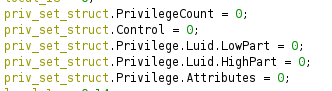 priv_set_struct.PrivilegeCount = 0;
priv_set_struct.Control = 0;
priv_set_struct.Privilege.Luid.LowPart = 0;
priv_set_struct.Privilege.Luid.HighPart = 0;
priv_set_struct.Privilege.Attributes = 0;